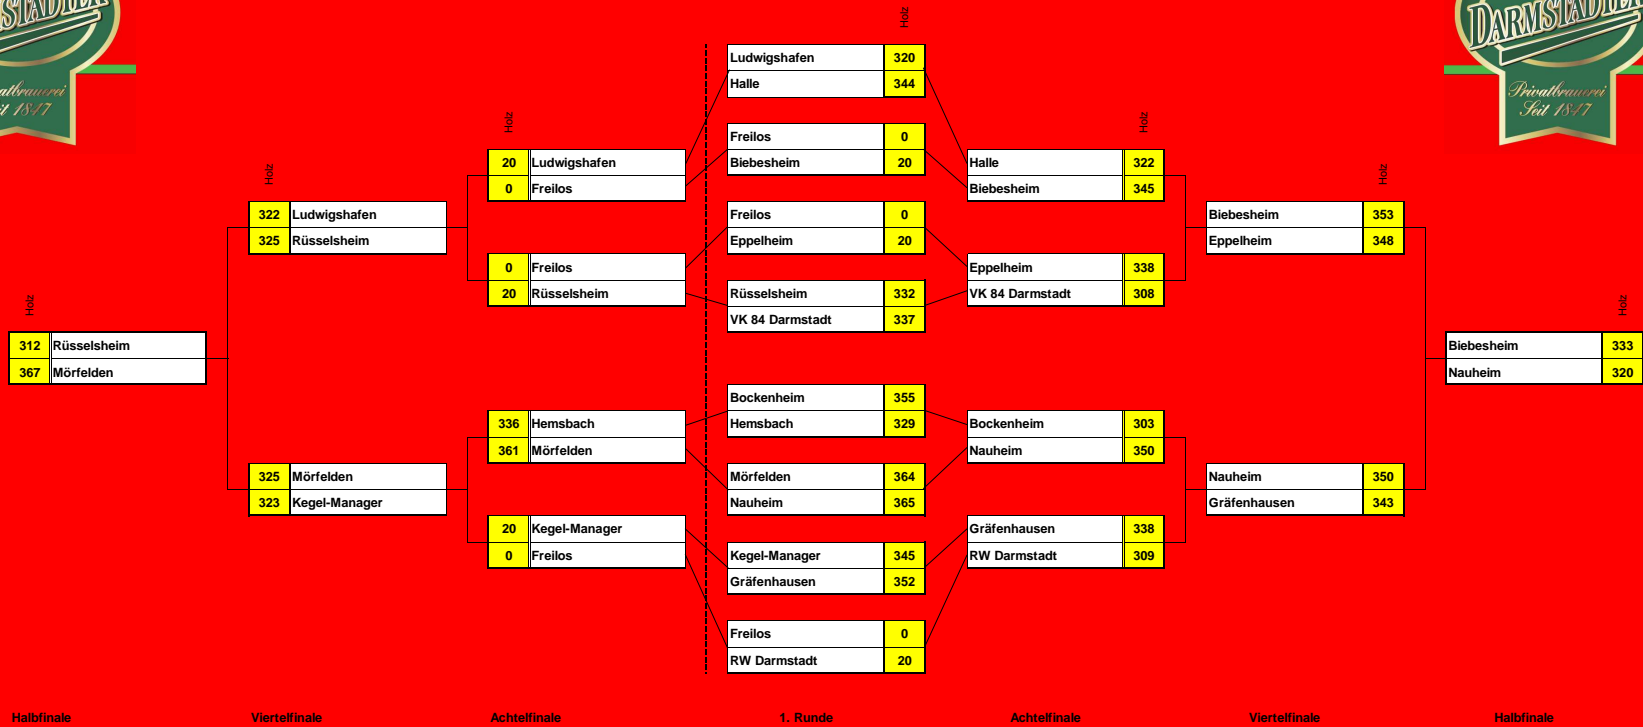 Holz
Ludwigshafen 320
Halle 344
Freilos 0
Biebesheim 20
Freilos 0
Eppelheim 20
Rüsselsheim 332
VK 84 Darmstadt 337
Bockenheim 355
Hemsbach 329
Mörfelden 364
Nauheim 365
Kegel-Manager 345
Gräfenhausen 352
Freilos 0
RW Darmstadt 20
1. Runde
Holz
20 Ludwigshafen
0 Freilos
0 Freilos
20 Rüsselsheim
336 Hemsbach
361 Mörfelden
20 Kegel-Manager
0 Freilos
Achtelfinale
Holz
322 Ludwigshafen
325 Rüsselsheim
325 Mörfelden
323 Kegel-Manager
Viertelfinale
Holz
312 Rüsselsheim
367 Mörfelden
Halbfinale
Holz
Halle 322
Biebesheim 345
Eppelheim 338
VK 84 Darmstadt 308
Bockenheim 303
Nauheim 350
Gräfenhausen 338
RW Darmstadt 309
Achtelfinale
Holz
Biebesheim 353
Eppelheim 348
Nauheim 350
Gräfenhausen 343
Viertelfinale
Holz
Biebesheim 333
Nauheim 320
Halbfinale
Privatbrauerei
Seit 1847